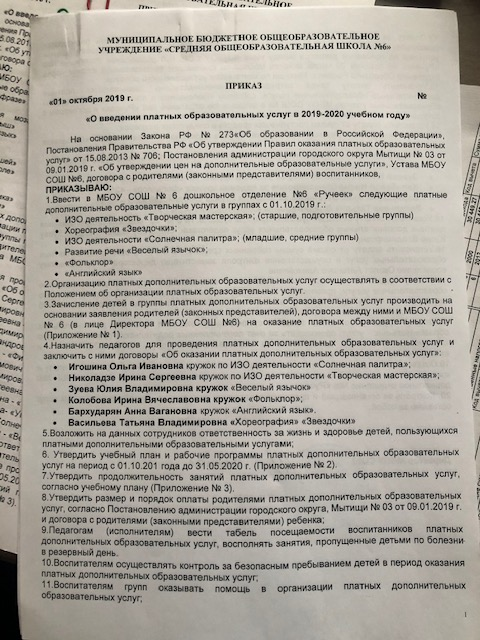 МУНИЦИПАЛЬНОЕ БЮДЖЕТНОЕ ОБЩЕОБРАЗОВАТЕЛЬНОЕ
УЧРЕЖДЕНИЕ «СРЕДНЯЯ ОБЩЕОБРАЗОВАТЕЛЬНАЯ ШКОЛА №6»
ПРИКАЗ
«01» октября 2019 г. №
«О введении платных образовательных услуг в 2019-2020 учебном году»
На основании Закона РФ № 273«Об образовании в Российской Федерации»,
Постановления Правительства РФ «Об утверждении Правил оказания платных образовательных
услуг» от 15.08.2013 № 706; Постановления администрации городского округа Мытищи № 03 от
09.01.2019 г. «Об утверждении цен на дополнительные образовательные услуги», Устава МБОУ
СОШ №6, договора с родителями (законными представителями) воспитанников,
ПРИКАЗЫВАЮ:
1.Ввести в МБОУ СОШ № 6 дошкольное отделение №6 «Ручеек» следующие платные
дополнительные образовательные услуги в группах с 01.10.2019 г.:
• ИЗО деятельность «Творческая мастерская»; (старшие, подготовительные группы)
• Хореография «Звездочки»;
• ИЗО деятельности «Солнечная палитра»; (младшие, средние группы)
• Развитие речи «Веселый язычок»;
• «Фольклор»
• «Английский язык»
2.Организацию платных дополнительных образовательных услуг осуществлять в соответствии с
Положением об организации платных образовательных услуг.
3.Зачисление детей в группы платных дополнительных образовательных услуг производить на
основании заявления родителей (законных представителей), договора между ними и МБОУ СОШ
№ 6 (в лице Директора МБОУ СОШ №6) на оказание платных образовательных услуг
(Приложение № 1).
4.Назначить педагогов для проведения платных дополнительных образовательных услуг и
заключить с ними договоры «Об оказании платных дополнительных образовательных услуг»:
• Игошина Ольга Ивановна кружок по ИЗО деятельности «Солнечная палитра»;
• Николадзе Ирина Сергеевна кружок по ИЗО деятельности «Творческая мастерская»;
• Зуева Юлия Владимировна кружок «Веселый язычок»
• Колобова Ирина Вячеславовна кружок «Фольклор»;
• Бархударян Анна Вагановна кружок «Английский язык».
• Васильева Татьяна Владимировна «Хореография» «Звездочки»
5.Возложить на данных сотрудников ответственность за жизнь и здоровье детей, пользующихся
платными дополнительными образовательными услугами;
6. Утвердить учебный план и рабочие программы платных дополнительных образовательных
услуг на период с 01.10.201 года до 31.05.2020 г. (Приложение № 2).
7.Утвердить продолжительность занятий платных дополнительных образовательных услуг,
согласно учебному плану (Приложение № 3).
8.Утвердить размер и порядок оплаты родителями платных дополнительных образовательных
услуг, согласно Постановлению администрации городского округа, Мытищи № 03 от 09.01.2019 г.
и договора с родителями (законными представителями) ребенка;
9.Педагогам (исполнителям) вести табель посещаемости воспитанников платных
дополнительных образовательных услуг, восполнять занятия, пропущенные детьми по болезни
в резервный день.
10.Воспитателям осуществлять контроль за безопасным пребыванием детей в период оказания
платных дополнительных образовательных услуг;
11.Воспитателям групп оказывать помощь в организации платных дополнительных
образовательных услуг;